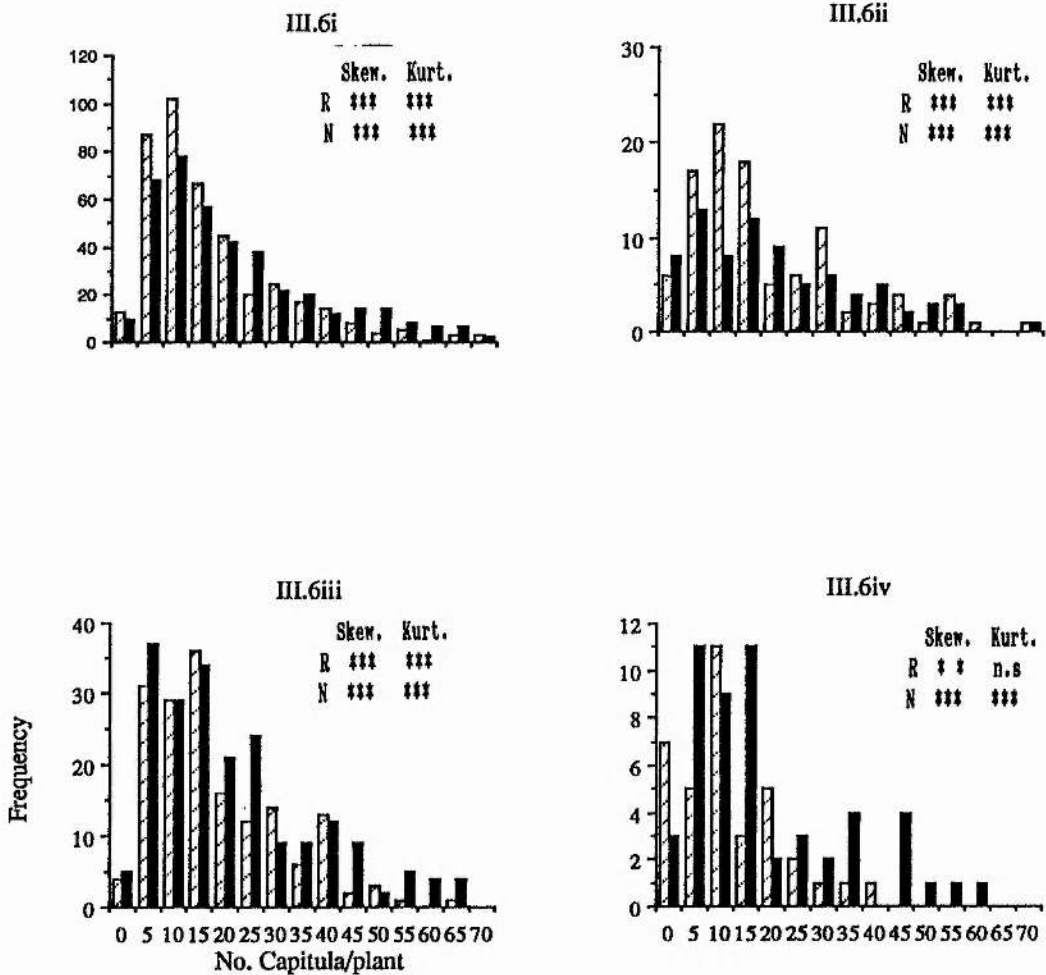 III.6i
120
100
80
60
40
20
0
Skew. Kurt.
R *** ***
N *** ***
III.6ii
30
20
10
0
Skew. Kurt.
R *** ***
N *** ***
III.6iii
40
30
20
10
0
Skew. Kurt.
R *** ***
N *** ***
Frequency
0 5 10 15 20 25 30 35 40 45 50 55 60 65 70
No. Capitula/plant
III.6iv
12
10
8
6
4
2
0
Skew. Kurt.
R * * n.s
N *** ***
0 5 10 15 20 25 30 35 40 45 50 55 60 65 70